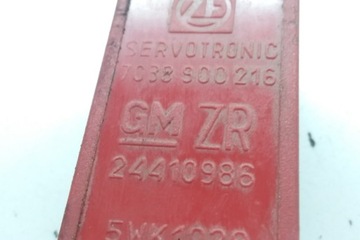 ZF
SERVOTRONIC
7038 900 216
GM ZR
24410986